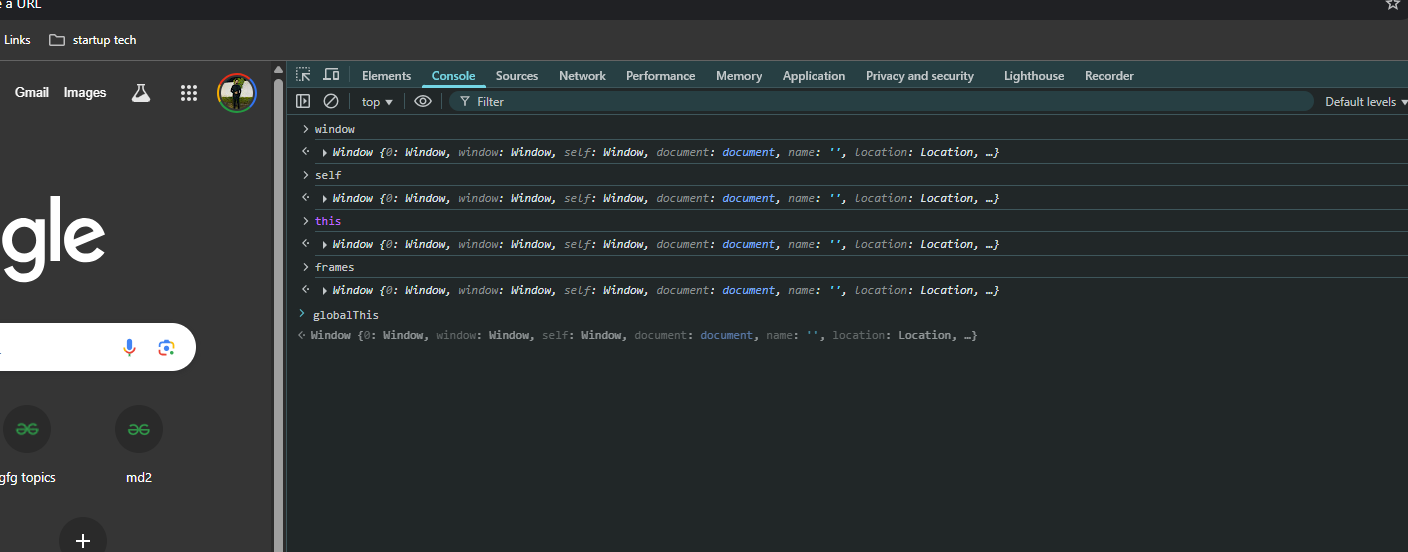 e a URL
Links startup tech
Gmail Images
Elements Console Sources Network Performance Memory Application Privacy and security Lighthouse Recorder
top Filter Default levels
> window
Window {0: Window, window: Window, self: Window, document: document, name: '', location: Location, …}
> self
Window {0: Window, window: Window, self: Window, document: document, name: '', location: Location, …}
> this
Window {0: Window, window: Window, self: Window, document: document, name: '', location: Location, …}
> frames
Window {0: Window, window: Window, self: Window, document: document, name: '', location: Location, …}
> globalThis
Window {0: Window, window: Window, self: Window, document: document, name: '', location: Location, …}
gle
gfg topics md2